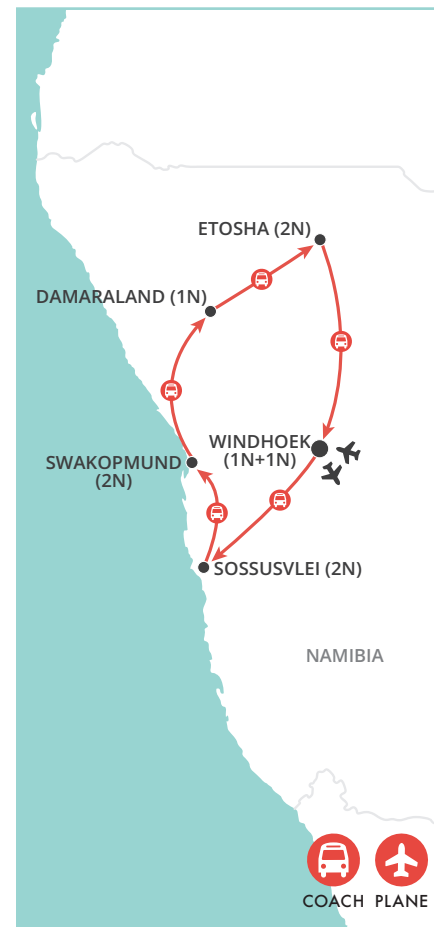 ETOSHA (2N)
DAMARALAND (1N)
WINDHOEK
(1N+1N)
SWAKOPMUND
(2N)
SOSSUSVLEI (2N)
NAMIBIA
COACH PLANE